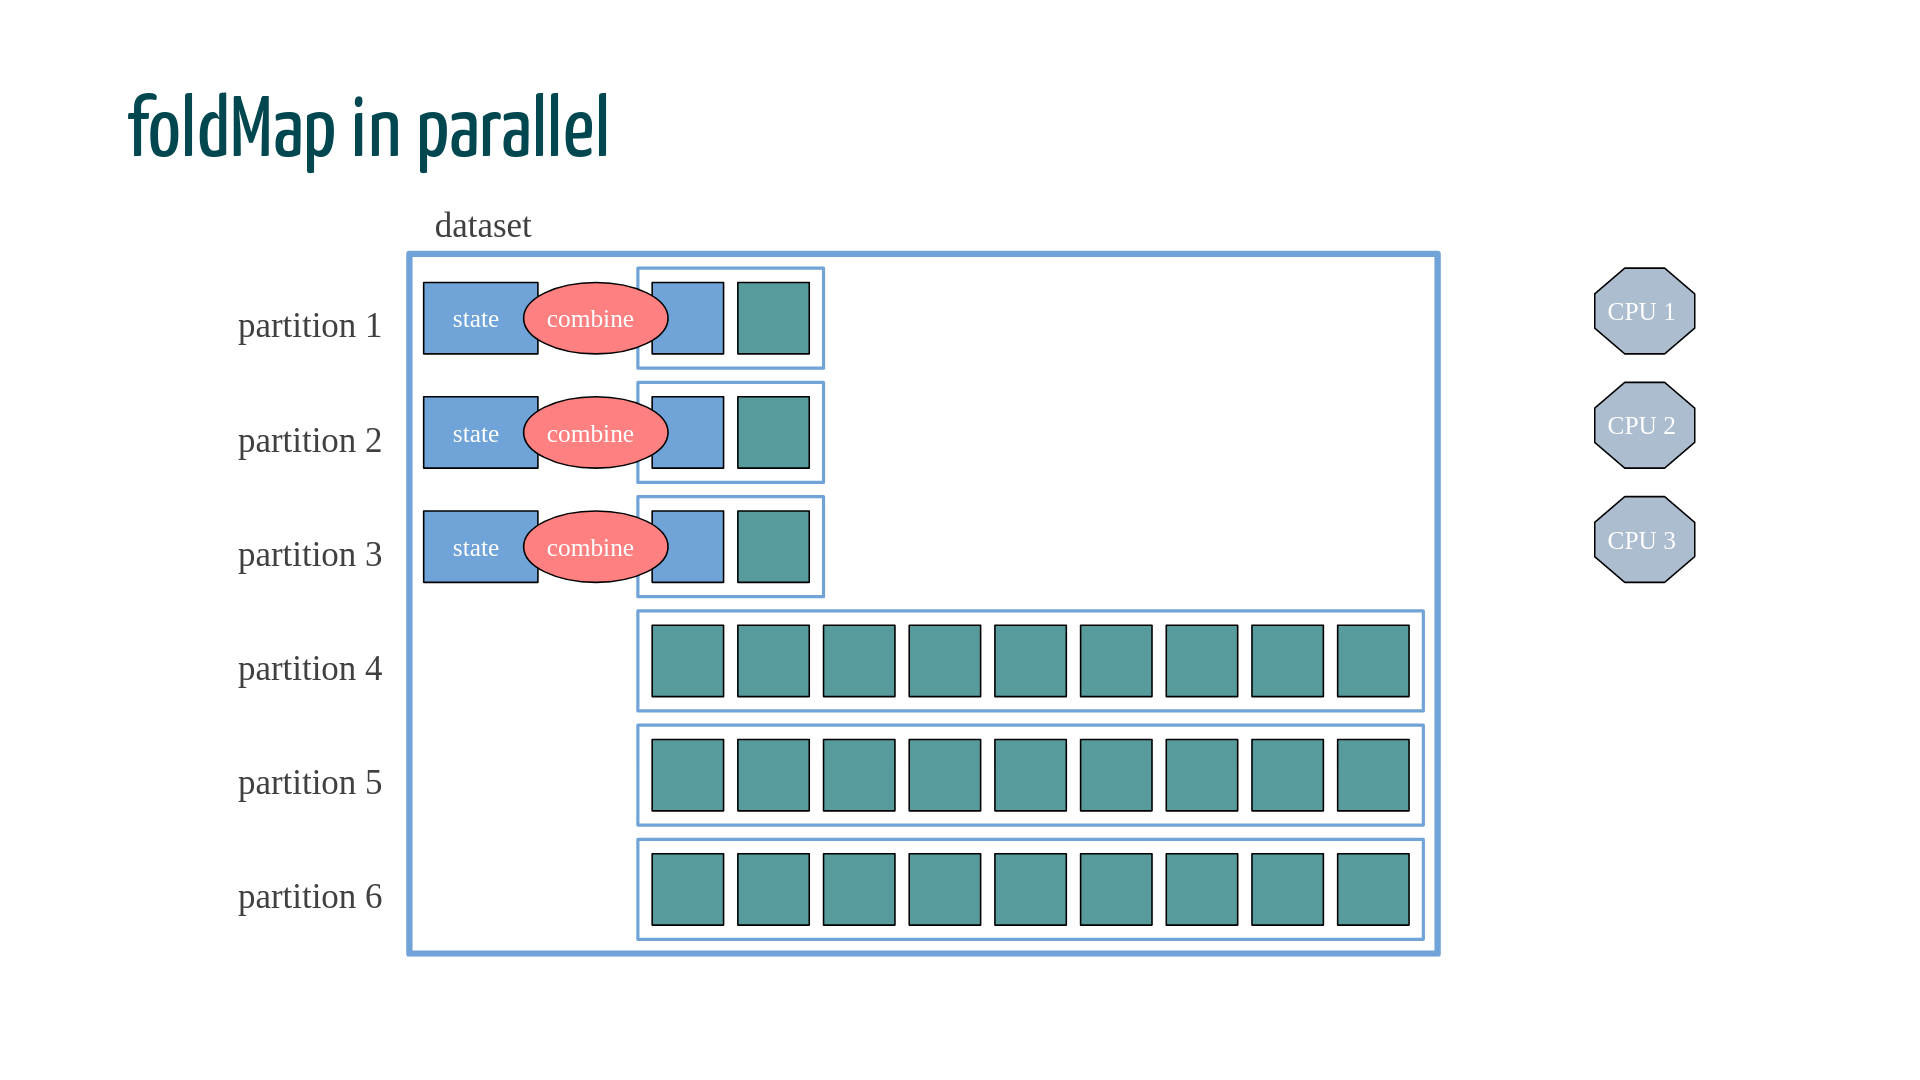 foldMap in parallel
dataset
partition 1
state
combine
CPU 1
partition 2
state
combine
CPU 2
partition 3
state
combine
CPU 3
partition 4
partition 5
partition 6